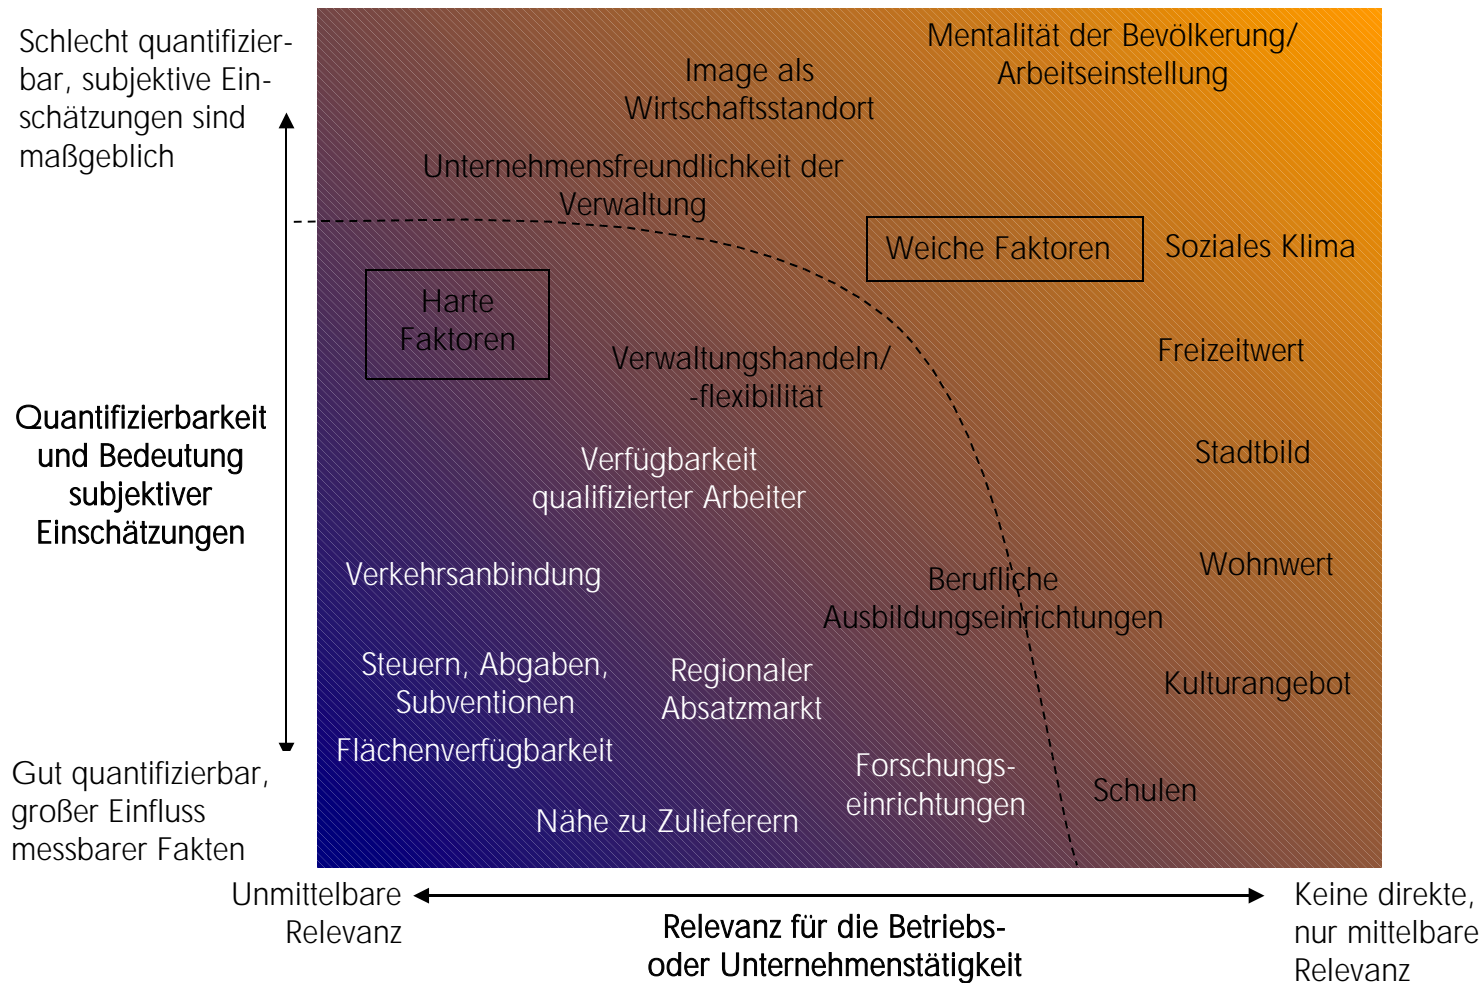 Schlecht quantifizier-
bar, subjektive Ein-
schätzungen sind
maßgeblich
Quantifizierbarkeit
und Bedeutung
subjektiver
Einschätzungen
Gut quantifizierbar,
großer Einfluss
messbarer Fakten
Mentalität der Bevölkerung/
Arbeitseinstellung
Image als
Wirtschaftsstandort
Unternehmensfreundlichkeit der
Verwaltung
Weiche Faktoren
Soziales Klima
Harte
Faktoren
Verwaltungshandeln/
-flexibilität
Freizeitwert
Verfügbarkeit
qualifizierter Arbeiter
Stadtbild
Verkehrsanbindung
Berufliche
Ausbildungseinrichtungen
Wohnwert
Steuern, Abgaben,
Subventionen
Regionaler
Absatzmarkt
Kulturangebot
Flächenverfügbarkeit
Forschungs-
einrichtungen
Schulen
Nähe zu Zulieferern
Unmittelbare
Relevanz
Relevanz für die Betriebs-
oder Unternehmenstätigkeit
Keine direkte,
nur mittelbare
Relevanz